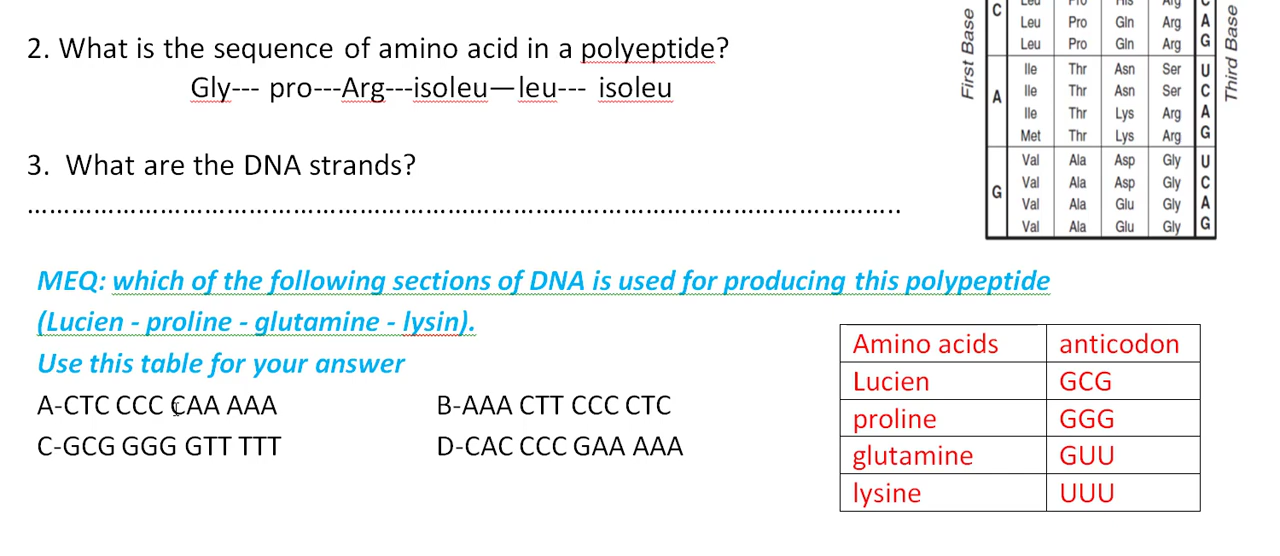 2. What is the sequence of amino acid in a polyeptide?
Gly--- pro---Arg---isoleu—leu--- isoleu
3. What are the DNA strands?
……………………………………………………………………………………………………..
First Base
Third Base
C Leu Pro His Arg C
Leu Pro Gln Arg A
Leu Pro Gln Arg G
Ile Thr Asn Ser U
Ile Thr Asn Ser C
A
Ile Thr Lys Arg A
Met Thr Lys Arg G
Val Ala Asp Gly U
Val Ala Asp Gly C
G
Val Ala Glu Gly A
Val Ala Glu Gly G
MEQ: which of the following sections of DNA is used for producing this polypeptide
(Lucien - proline - glutamine - lysin).
Use this table for your answer
A-CTC CCC CAA AAA B-AAA CTT CCC CTC
C-GCG GGG GTT TTT D-CAC CCC GAA AAA
Amino acids anticodon
Lucien GCG
proline GGG
glutamine GUU
lysine UUU